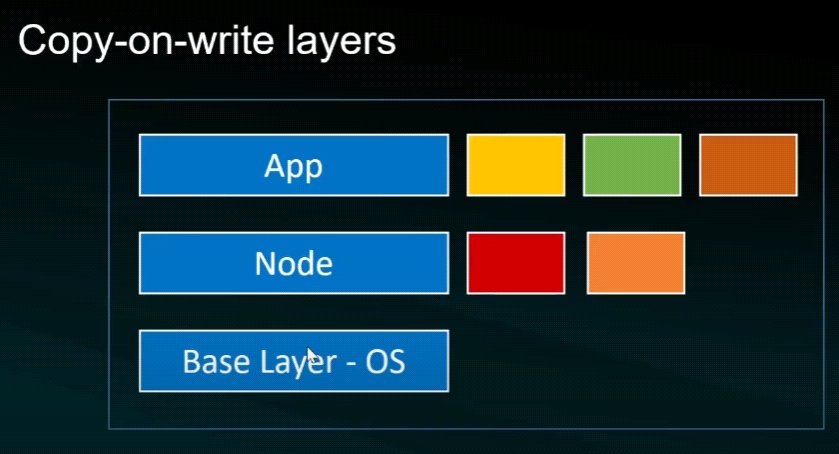 Copy-on-write layers
App
Node
Base Layer - OS